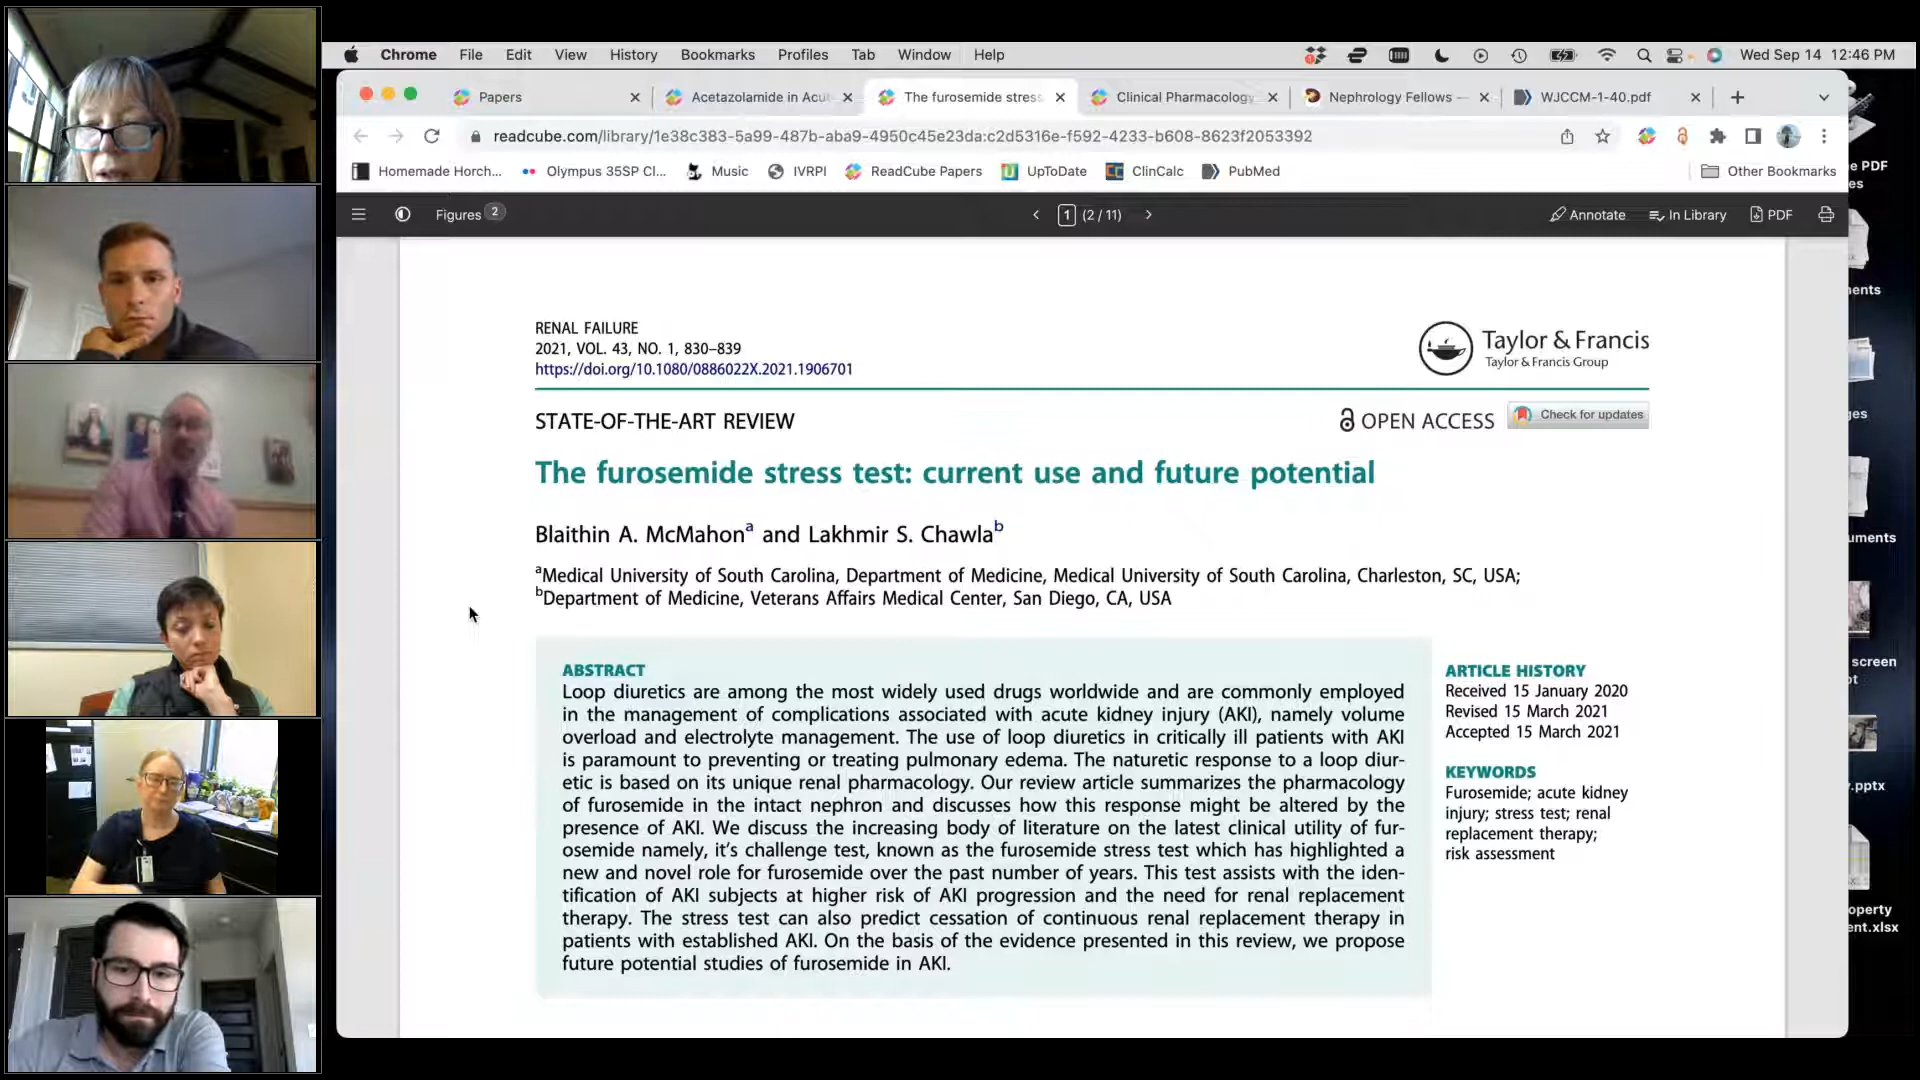 Chrome File Edit View History Bookmarks Profiles Tab Window Help Wed Sep 14 12:46 PM
Papers Acetazolamide in Acut The furosemide stress Clinical Pharmacology Nephrology Fellows — WJCCM-1-40.pdf
readcube.com/library/1e38c383-5a99-487b-aba9-4950c45e23da:c2d5316e-f592-4233-b608-8623f2053392
Homemade Horch... Olympus 35SP Cl... Music IVRPI ReadCube Papers UpToDate ClinCalc PubMed Other Bookmarks
Figures 2 1 (2 / 11) Annotate In Library PDF
RENAL FAILURE
2021, VOL. 43, NO. 1, 830–839
https://doi.org/10.1080/0886022X.2021.1906701
Taylor & Francis
Taylor & Francis Group
STATE-OF-THE-ART REVIEW
OPEN ACCESS Check for updates
The furosemide stress test: current use and future potential
Blaithin A. McMahona and Lakhmir S. Chawlab
aMedical University of South Carolina, Department of Medicine, Medical University of South Carolina, Charleston, SC, USA;
bDepartment of Medicine, Veterans Affairs Medical Center, San Diego, CA, USA
ABSTRACT
Loop diuretics are among the most widely used drugs worldwide and are commonly employed
in the management of complications associated with acute kidney injury (AKI), namely volume
overload and electrolyte management. The use of loop diuretics in critically ill patients with AKI
is paramount to preventing or treating pulmonary edema. The naturetic response to a loop diur-
etic is based on its unique renal pharmacology. Our review article summarizes the pharmacology
of furosemide in the intact nephron and discusses how this response might be altered by the
presence of AKI. We discuss the increasing body of literature on the latest clinical utility of fur-
osemide namely, it's challenge test, known as the furosemide stress test which has highlighted a
new and novel role for furosemide over the past number of years. This test assists with the iden-
tification of AKI subjects at higher risk of AKI progression and the need for renal replacement
therapy. The stress test can also predict cessation of continuous renal replacement therapy in
patients with established AKI. On the basis of the evidence presented in this review, we propose
future potential studies of furosemide in AKI.
ARTICLE HISTORY
Received 15 January 2020
Revised 15 March 2021
Accepted 15 March 2021
KEYWORDS
Furosemide; acute kidney
injury; stress test; renal
replacement therapy;
risk assessment
e PDF
es
ents
ges
uments
screen
ot
.pptx
operty
ent.xlsx